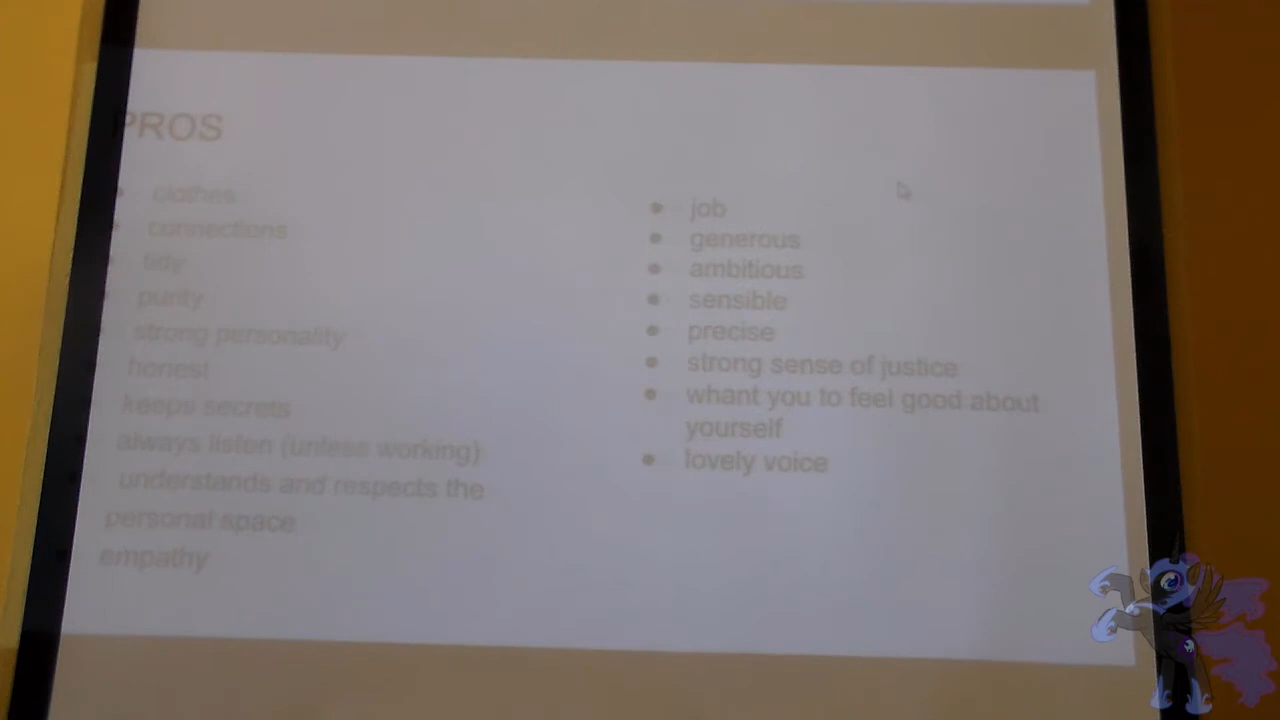 PROS
clothes
connections
tidy
purity
strong personality
honest
keeps secrets
always listen (unless working)
understands and respects the
personal space
empathy
job
generous
ambitious
sensible
precise
strong sense of justice
whant you to feel good about
yourself
lovely voice